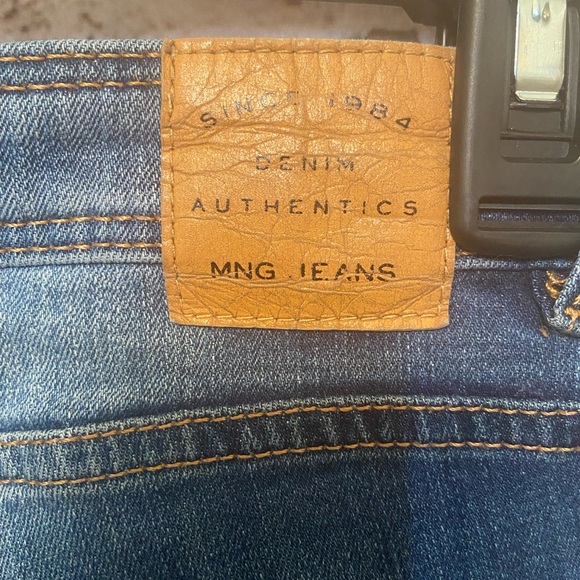 SINCE 1984
DENIM
AUTHENTICS
MNG JEANS